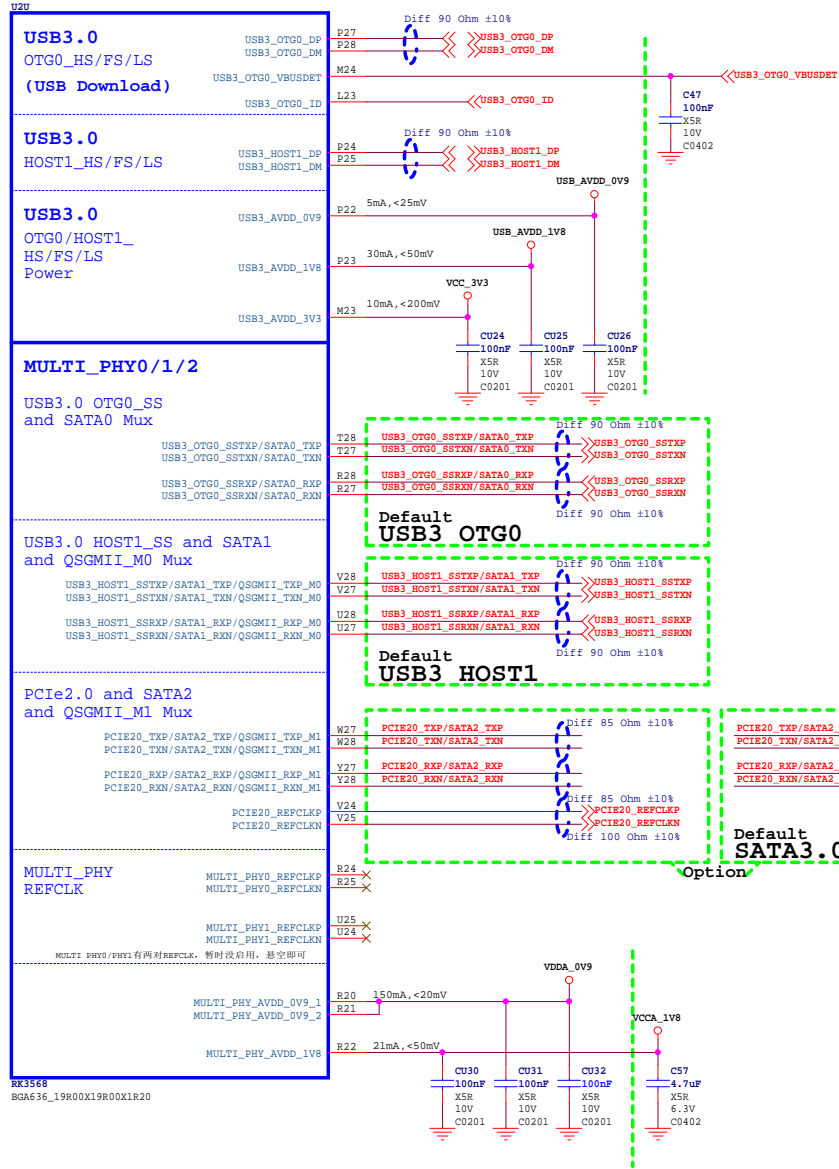 U2U
USB3.0
OTG0_HS/FS/LS
(USB Download)
USB3_OTG0_DP
USB3_OTG0_DM
USB3_OTG0_VBUSDET
USB3_OTG0_ID
P27
P28
M24
L23
Diff 90 Ohm ±10%
USB3_OTG0_DP
USB3_OTG0_DM
USB3_OTG0_VBUSDET
USB3_OTG0_ID
C47
100nF
X5R
10V
C0402
USB3.0
HOST1_HS/FS/LS
USB3_HOST1_DP
USB3_HOST1_DM
P24
P25
Diff 90 Ohm ±10%
USB3_HOST1_DP
USB3_HOST1_DM
USB3.0
OTG0/HOST1_
HS/FS/LS
Power
USB3_AVDD_0V9
USB3_AVDD_1V8
USB3_AVDD_3V3
P22
P23
M23
5mA,<25mV
30mA,<50mV
10mA,<200mV
USB_AVDD_0V9
USB_AVDD_1V8
VCC_3V3
CU24
100nF
X5R
10V
C0201
CU25
100nF
X5R
10V
C0201
CU26
100nF
X5R
10V
C0201
MULTI_PHY0/1/2
USB3.0 OTG0_SS
and SATA0 Mux
USB3_OTG0_SSTXP/SATA0_TXP
USB3_OTG0_SSTXN/SATA0_TXN
USB3_OTG0_SSRXP/SATA0_RXP
USB3_OTG0_SSRXN/SATA0_RXN
T28
T27
R28
R27
USB3_OTG0_SSTXP/SATA0_TXP
USB3_OTG0_SSTXN/SATA0_TXN
USB3_OTG0_SSRXP/SATA0_RXP
USB3_OTG0_SSRXN/SATA0_RXN
Diff 90 Ohm ±10%
USB3_OTG0_SSTXP
USB3_OTG0_SSTXN
USB3_OTG0_SSRXP
USB3_OTG0_SSRXN
Diff 90 Ohm ±10%
Default
USB3 OTG0
USB3.0 HOST1_SS and SATA1
and QSGMII_M0 Mux
USB3_HOST1_SSTXP/SATA1_TXP/QSGMII_TXP_M0
USB3_HOST1_SSTXN/SATA1_TXN/QSGMII_TXN_M0
USB3_HOST1_SSRXP/SATA1_RXP/QSGMII_RXP_M0
USB3_HOST1_SSRXN/SATA1_RXN/QSGMII_RXN_M0
V28
V27
U28
U27
USB3_HOST1_SSTXP/SATA1_TXP
USB3_HOST1_SSTXN/SATA1_TXN
USB3_HOST1_SSRXP/SATA1_RXP
USB3_HOST1_SSRXN/SATA1_RXN
Diff 90 Ohm ±10%
USB3_HOST1_SSTXP
USB3_HOST1_SSTXN
USB3_HOST1_SSRXP
USB3_HOST1_SSRXN
Diff 90 Ohm ±10%
Default
USB3 HOST1
PCIe2.0 and SATA2
and QSGMII_M1 Mux
PCIE20_TXP/SATA2_TXP/QSGMII_TXP_M1
PCIE20_TXN/SATA2_TXN/QSGMII_TXN_M1
PCIE20_RXP/SATA2_RXP/QSGMII_RXP_M1
PCIE20_RXN/SATA2_RXN/QSGMII_RXN_M1
PCIE20_REFCLKP
PCIE20_REFCLKN
W27
W28
Y27
Y28
V24
V25
PCIE20_TXP/SATA2_TXP
PCIE20_TXN/SATA2_TXN
PCIE20_RXP/SATA2_RXP
PCIE20_RXN/SATA2_RXN
Diff 85 Ohm ±10%
Diff 85 Ohm ±10%
PCIE20_REFCLKP
PCIE20_REFCLKN
Diff 100 Ohm ±10%
PCIE20_TXP/SATA2_
PCIE20_TXN/SATA2_
PCIE20_RXP/SATA2_
PCIE20_RXN/SATA2_
Default
SATA3.0
Option
MULTI_PHY
REFCLK
MULTI_PHY0_REFCLKP
MULTI_PHY0_REFCLKN
MULTI_PHY1_REFCLKP
MULTI_PHY1_REFCLKN
R24
R25
U25
U24
MULTI PHY0/PHY1有两对REFCLK, 暂时没启用, 悬空即可
MULTI_PHY_AVDD_0V9_1
MULTI_PHY_AVDD_0V9_2
MULTI_PHY_AVDD_1V8
R20
R21
R22
150mA,<20mV
21mA,<50mV
VDDA_0V9
VCCA_1V8
CU30
100nF
X5R
10V
C0201
CU31
100nF
X5R
10V
C0201
CU32
100nF
X5R
10V
C0201
C57
4.7uF
X5R
6.3V
C0402
RK3568
BGA636_19R00X19R00X1R20